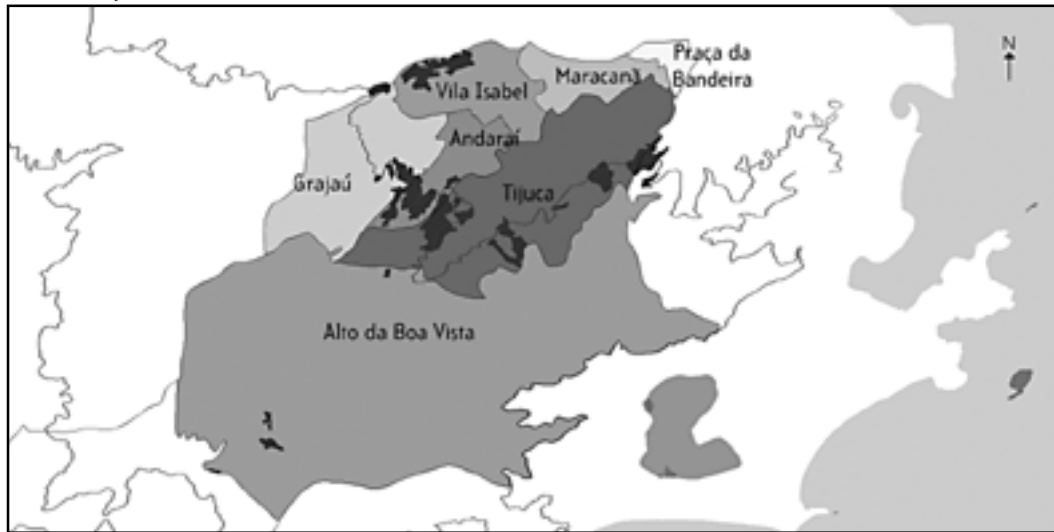 N
Praça da
Bandeira
Maracanã
Vila Isabel
Andaraí
Grajaú
Tijuca
Alto da Boa Vista